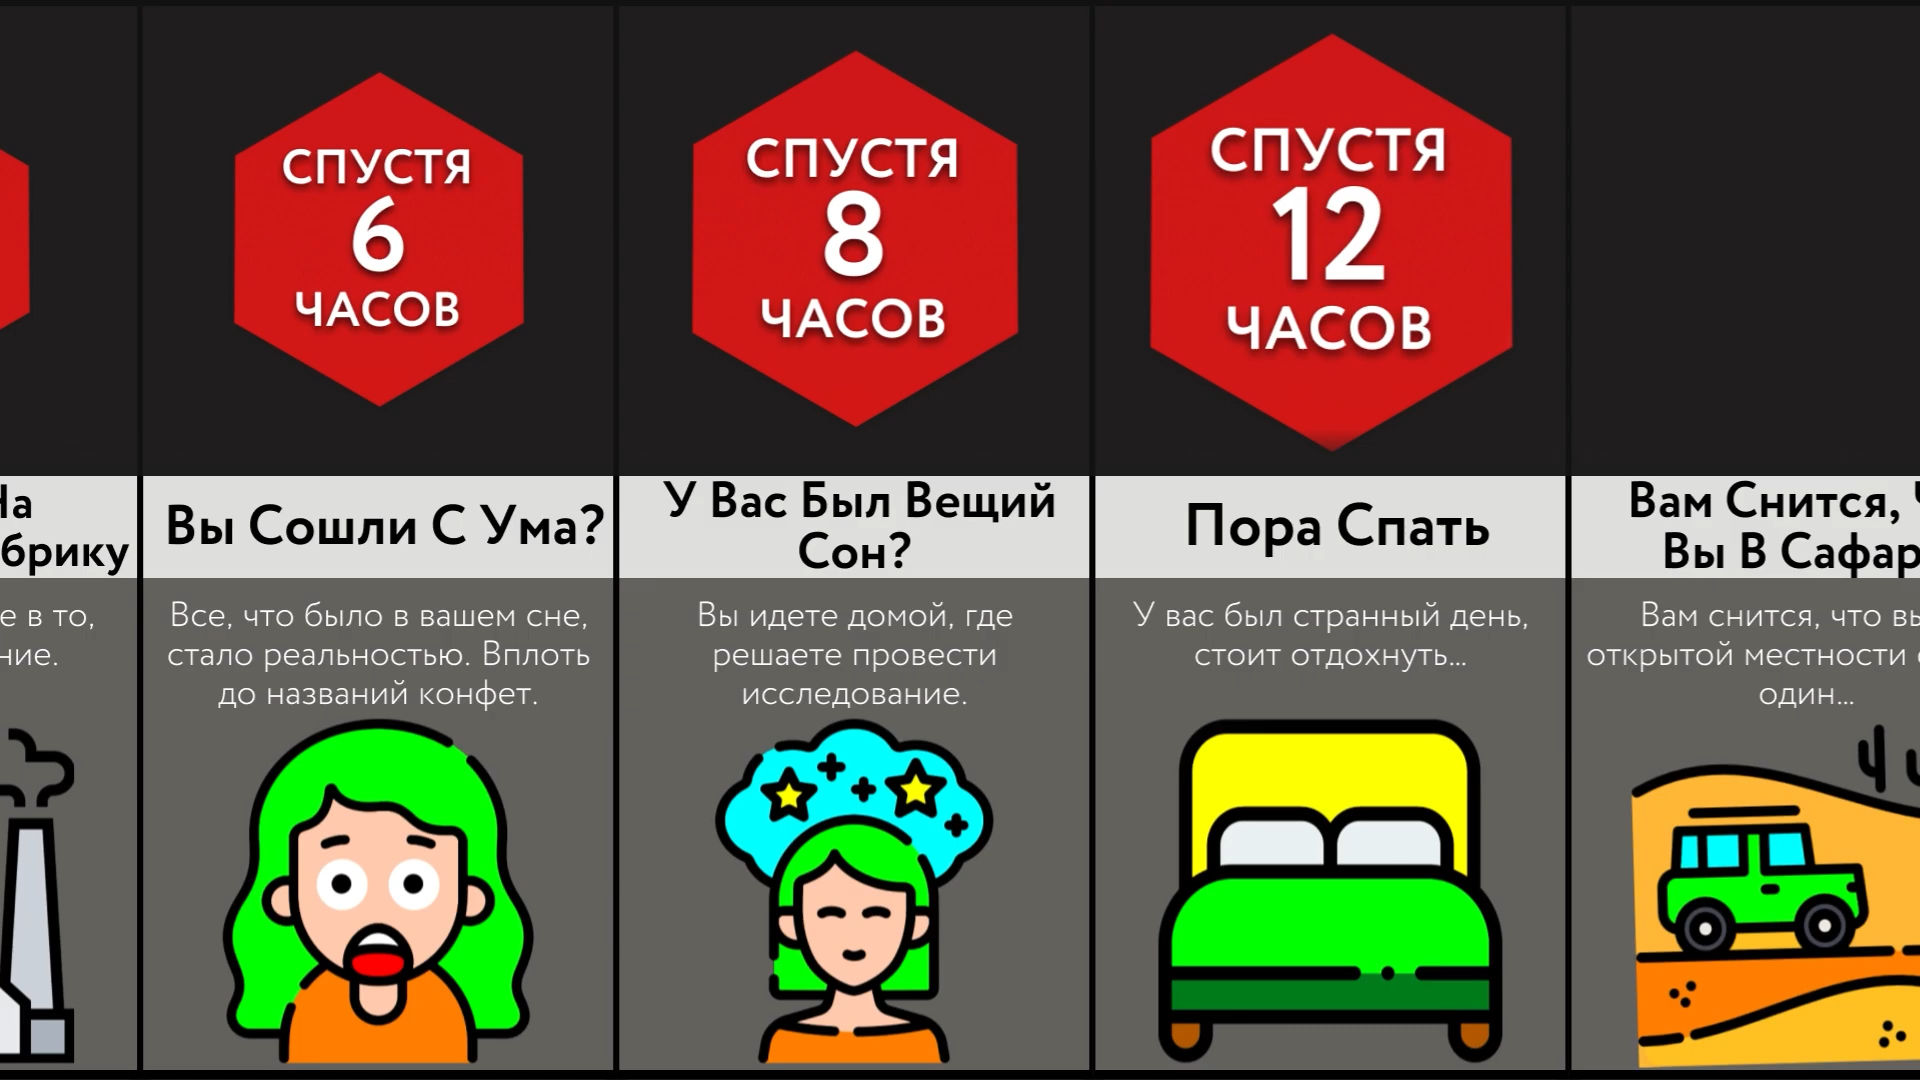 На
брику
е в то,
ние.
СПУСТЯ
6
ЧАСОВ
Вы Сошли С Ума?
Все, что было в вашем сне,
стало реальностью. Вплоть
до названий конфет.
СПУСТЯ
8
ЧАСОВ
У Вас Был Вещий
Сон?
Вы идете домой, где
решаете провести
исследование.
СПУСТЯ
12
ЧАСОВ
Пора Спать
У вас был странный день,
стоит отдохнуть...
Вам Снится,
Вы В Сафар
Вам снится, что вы
открытой местности
один...